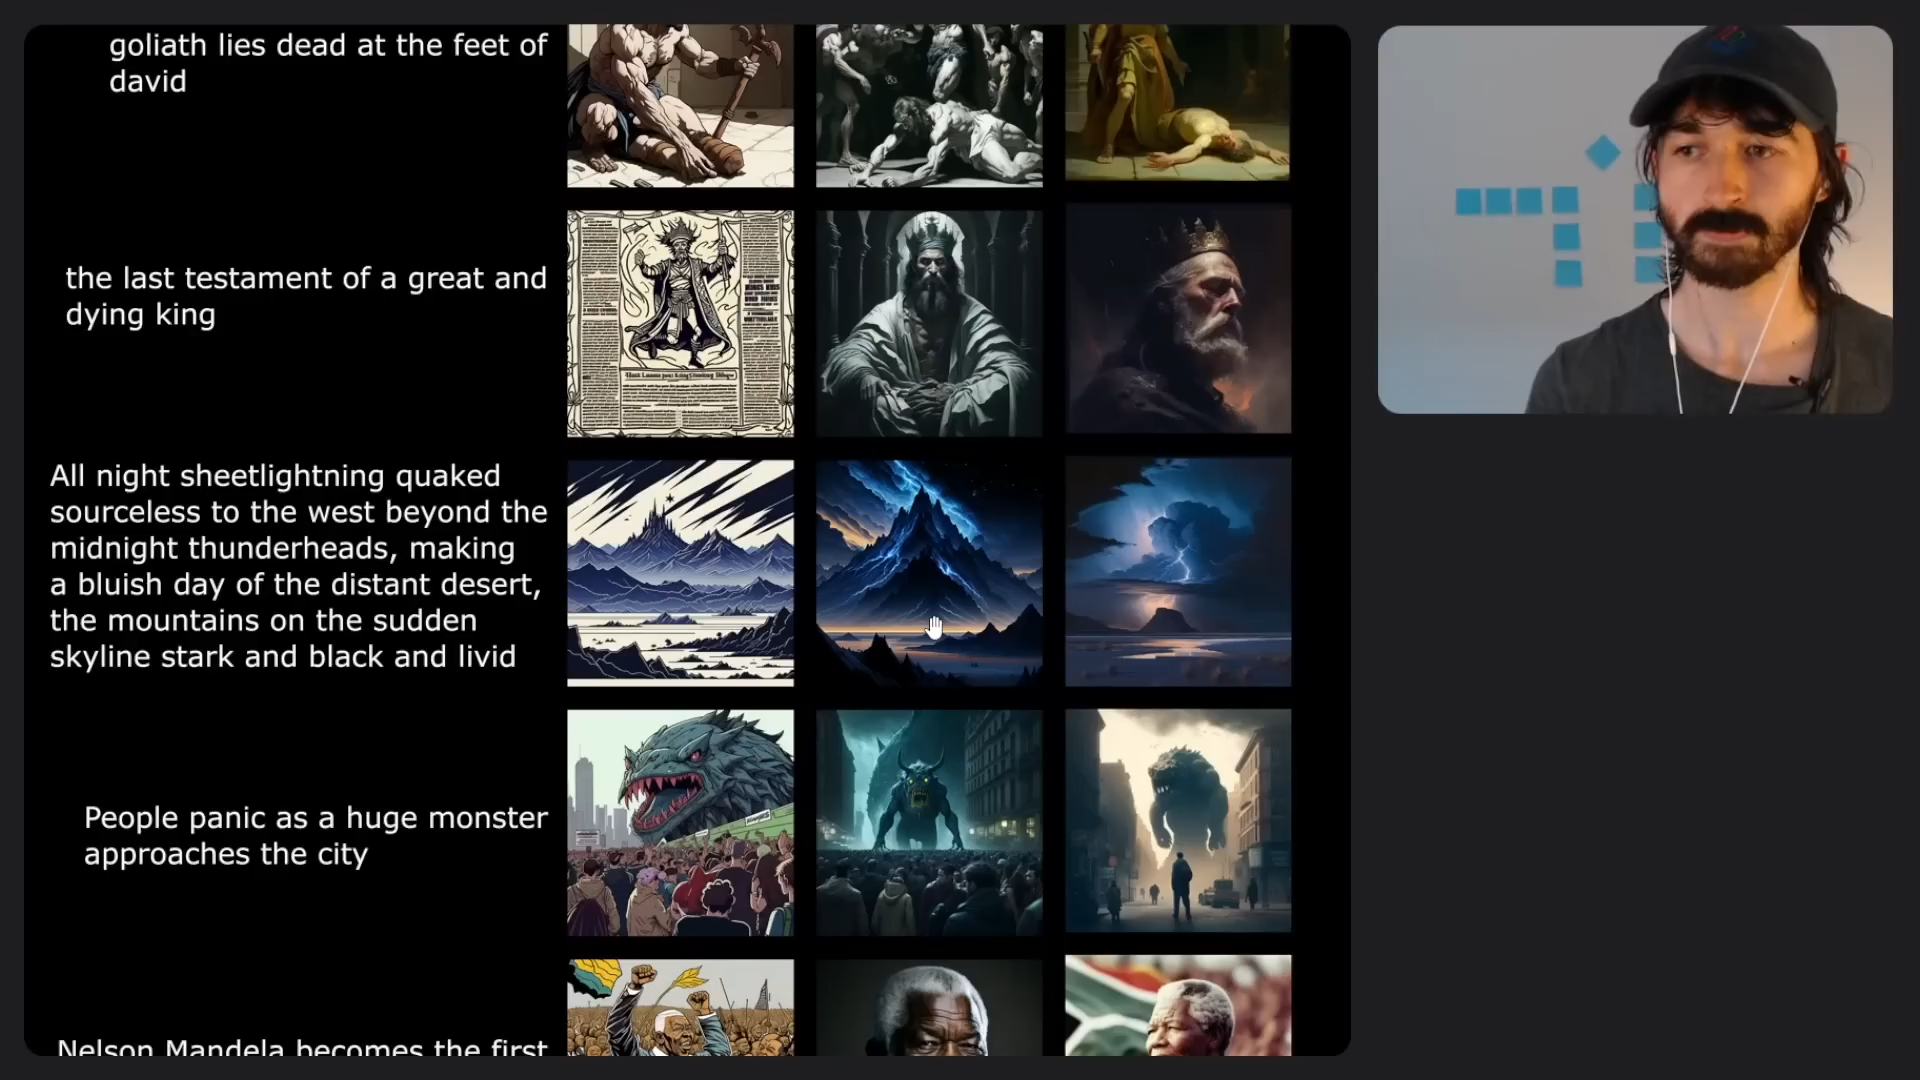 goliath lies dead at the feet of
david
the last testament of a great and
dying king
All night sheetlightning quaked
sourceless to the west beyond the
midnight thunderheads, making
a bluish day of the distant desert,
the mountains on the sudden
skyline stark and black and livid
People panic as a huge monster
approaches the city
Nelson Mandela becomes the first